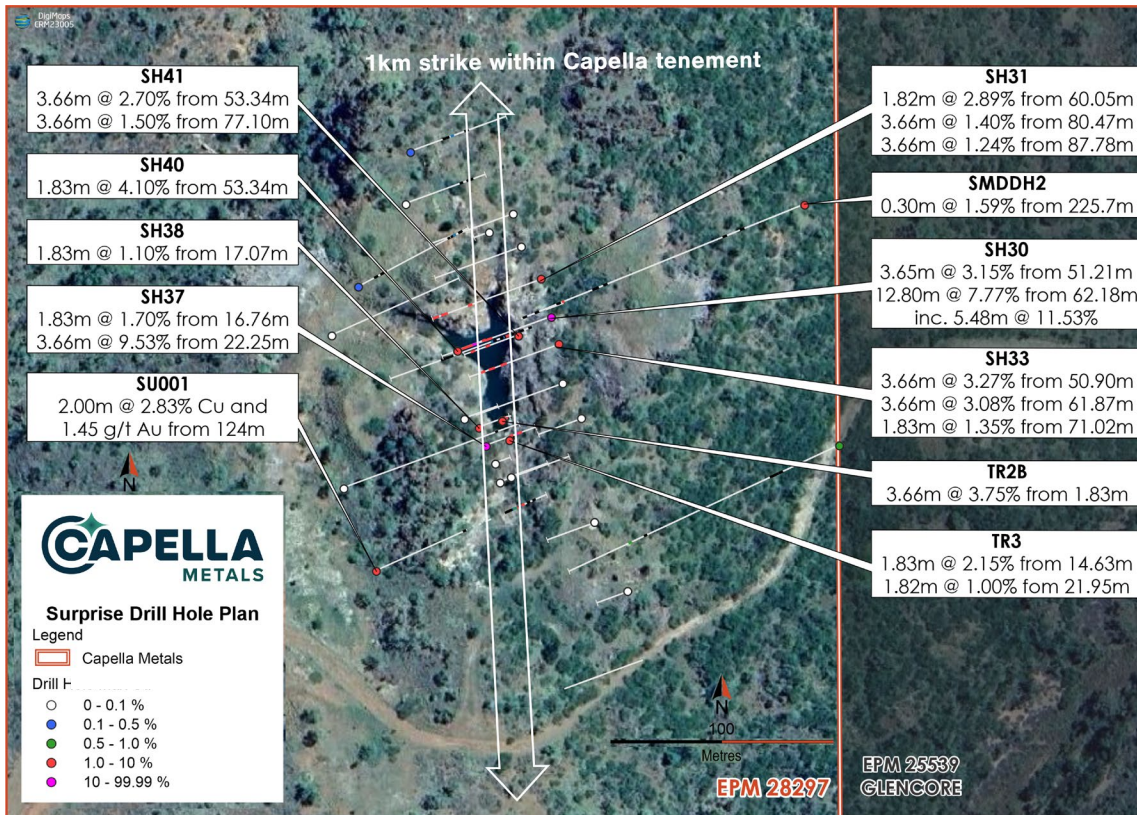 DigiMaps
LRM23005
1km strike within Capella tenement
SH41
3.66m @ 2.70% from 53.34m
3.66m @ 1.50% from 77.10m
SH40
1.83m @ 4.10% from 53.34m
SH38
1.83m @ 1.10% from 17.07m
SH37
1.83m @ 1.70% from 16.76m
3.66m @ 9.53% from 22.25m
SU001
2.00m @ 2.83% Cu and
1.45 g/t Au from 124m
N
SH31
1.82m @ 2.89% from 60.05m
3.66m @ 1.40% from 80.47m
3.66m @ 1.24% from 87.78m
SMDDH2
0.30m @ 1.59% from 225.7m
SH30
3.65m @ 3.15% from 51.21m
12.80m @ 7.77% from 62.18m
inc. 5.48m @ 11.53%
SH33
3.66m @ 3.27% from 50.90m
3.66m @ 3.08% from 61.87m
1.83m @ 1.35% from 71.02m
TR2B
3.66m @ 3.75% from 1.83m
TR3
1.83m @ 2.15% from 14.63m
1.82m @ 1.00% fom 21.95m
CAPELLA
METALS
Surprise Drill Hole Plan
Legend
Capella Metals
Drill
0 - 0.1 %
0.1 - 0.5 %
0.5 - 1.0 %
1.0 - 10 %
10 - 99.99 %
N
100
Metres
EPM 28297
EPM 25539
GLENCORE